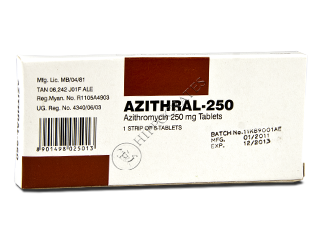 Mfg. Lic. MB/04/81
TAN 06,242 J01F ALE
Reg.Myan. No. R1105A4903
UG. Reg. No. 4340/06/03
8901498025013
AZITHRAL-250
Azithromycin 250 mg Tablets
1 STRIP OF 6 TABLETS
BATCH No. 11KB9001AE
MFG. 01/2011
EXP. 12/2013